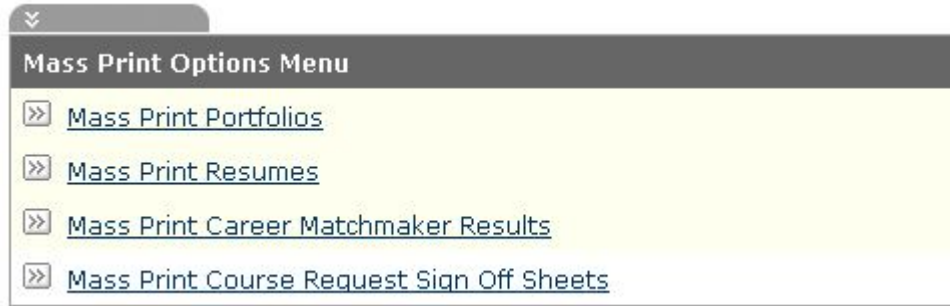 Mass Print Options Menu
Mass Print Portfolios
Mass Print Resumes
Mass Print Career Matchmaker Results
Mass Print Course Request Sign Off Sheets